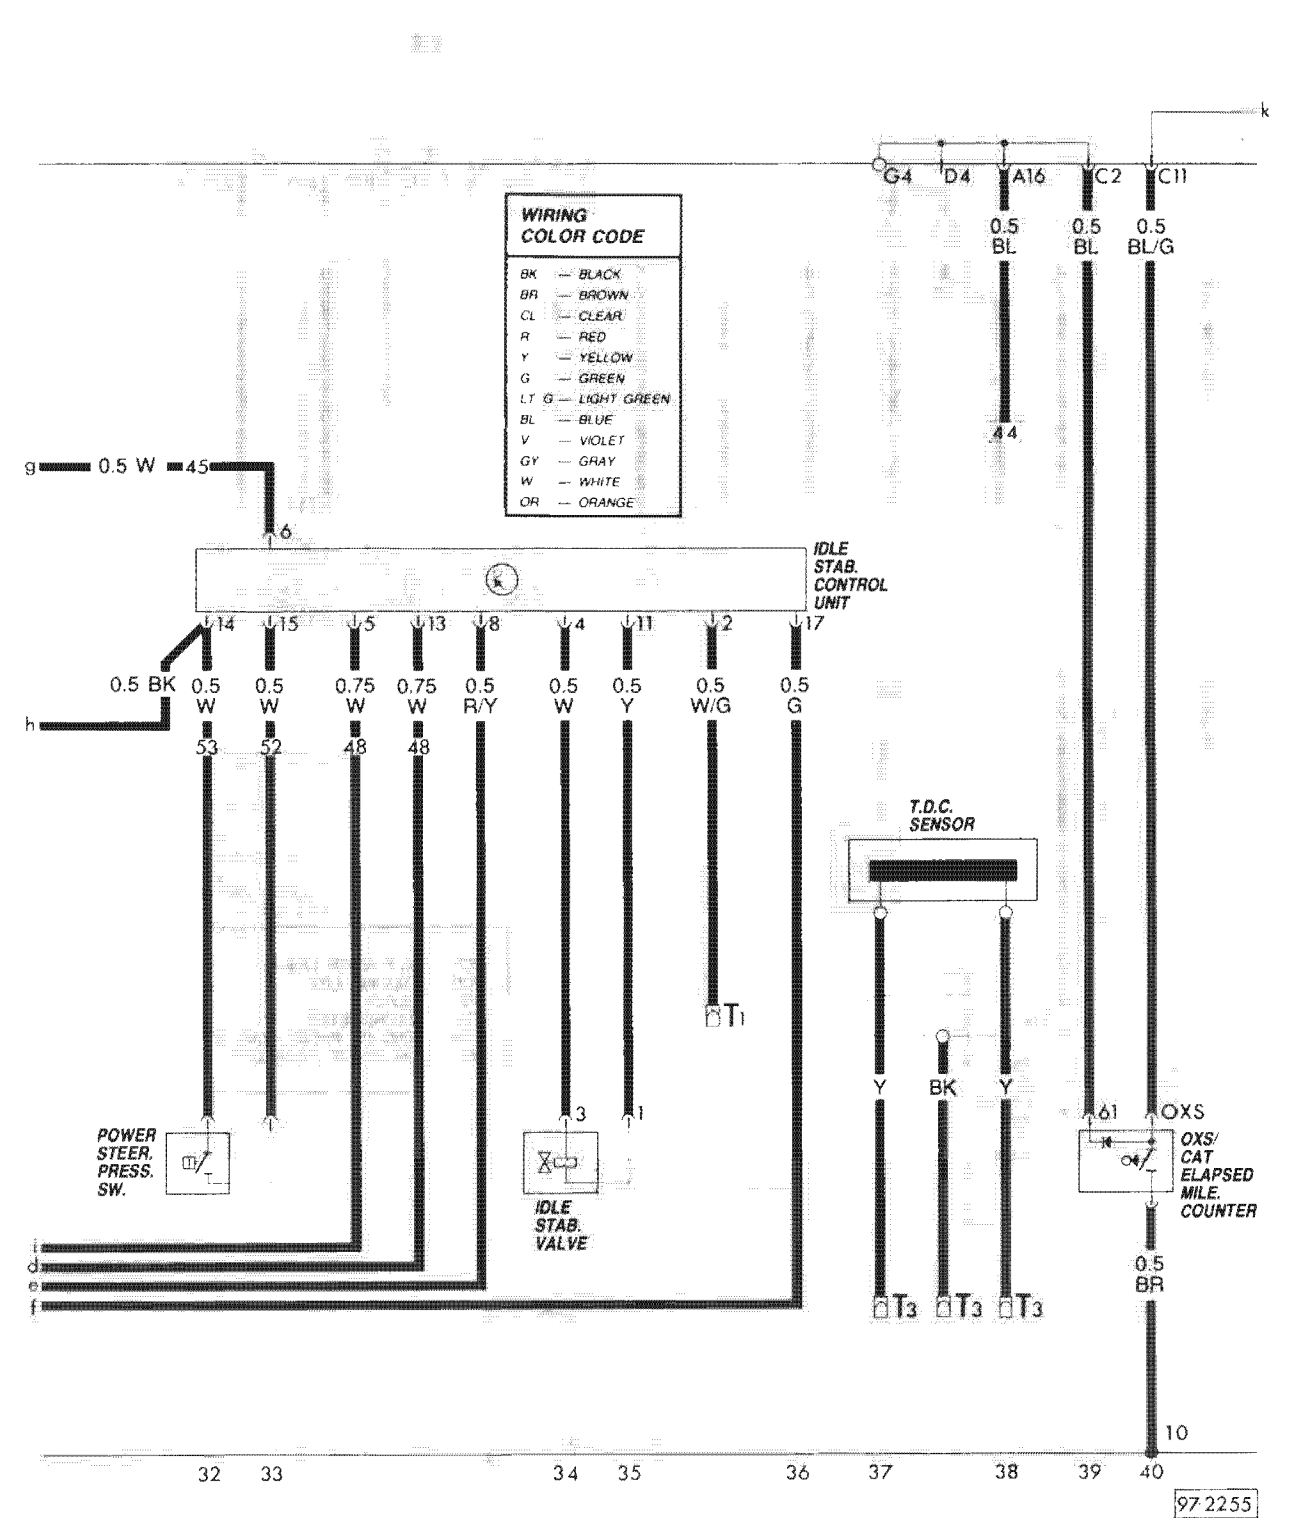 k
G4 D4 A16 C2 C11
WIRING
COLOR CODE
BK — BLACK
BR — BROWN
CL — CLEAR
R — RED
Y — YELLOW
G — GREEN
LT G — LIGHT GREEN
BL — BLUE
V — VIOLET
GY — GRAY
W — WHITE
OR — ORANGE
0.5 0.5 0.5
BL BL BL/G
44
g 0.5 W 45
6
IDLE
STAB.
CONTROL
UNIT
14 15 5 13 8 4 11 2 17
0.5 BK 0.5 0.5 0.75 0.75 0.5 0.5 0.5 0.5 0.5
W W W W R/Y W Y W/G G
h
53 52 48 48
T.D.C.
SENSOR
T1
Y BK Y
3 1 61 OXS
POWER
STEER.
PRESS.
SW.
IDLE
STAB.
VALVE
OXS/
CAT
ELAPSED
MILE.
COUNTER
i
d
e
f
0.5
BR
T3 T3 T3
10
32 33 34 35 36 37 38 39 40
97-2255